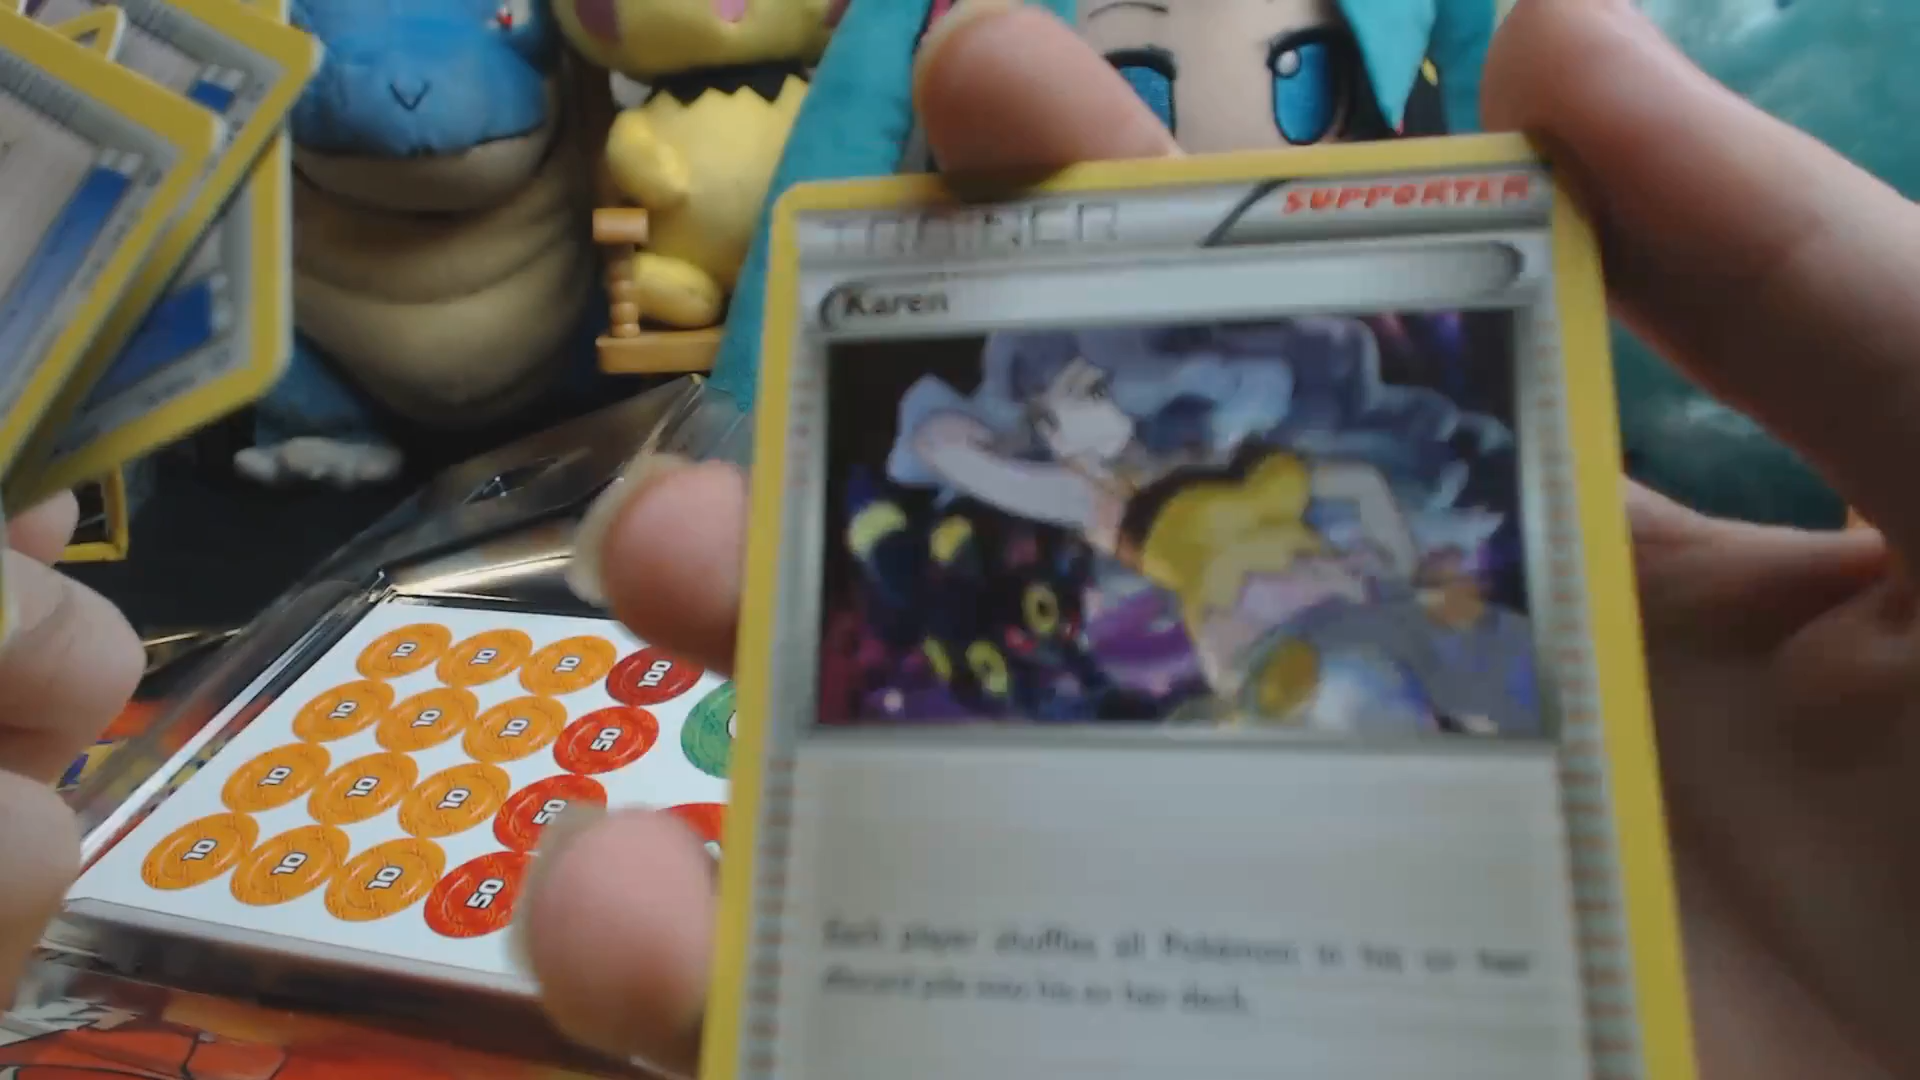 TRAINER
SUPPORTER
Karen
Each player shuffles all Pokémon in his or her
discard pile into his or her deck.
10 10 10 100
10 10 10 50
10 10 10 50
10 10 10 50